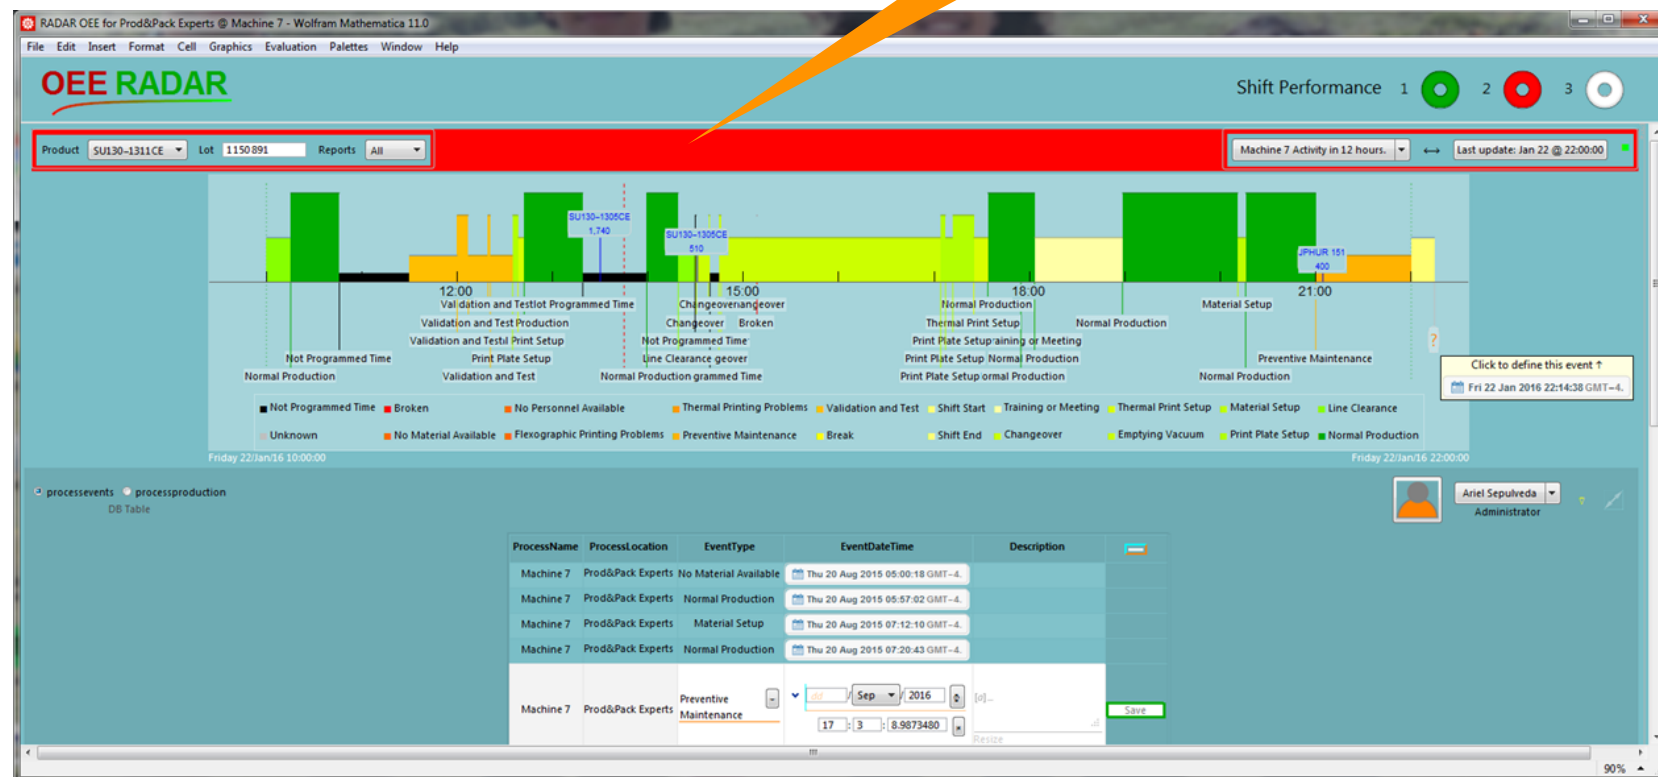 RADAR OEE for Prod&Pack Experts @ Machine 7 - Wolfram Mathematica 11.0
File Edit Insert Format Cell Graphics Evaluation Palettes Window Help
OEE RADAR
Shift Performance 1 2 3
Product SU130-1311CE Lot 1150891 Reports All
Machine 7 Activity in 12 hours. ↔ Last update: Jan 22 @ 22:00:00
SU130-1305CE
1,740
SU130-1305CE
510
JPHUR 151
400
12:00 15:00 18:00 21:00
Validation and Test Programmed Time Changeover Normal Production Material Setup
Validation and Test Production Changeover Broken Thermal Print Setup Normal Production
Validation and Print Setup Not Programmed Time Print Plate Setup or Meeting ?
Not Programmed Time Print Plate Setup Line Clearance Print Plate Setup Normal Production Preventive Maintenance
Normal Production Validation and Test Normal Production Time Print Plate Setup Production Normal Production
Click to define this event ↑
Fri 22 Jan 2016 22:14:38 GMT-4.
Not Programmed Time Broken No Personnel Available Thermal Printing Problems Validation and Test Shift Start Training or Meeting Thermal Print Setup Material Setup Line Clearance
Unknown No Material Available Flexographic Printing Problems Preventive Maintenance Break Shift End Changeover Emptying Vacuum Print Plate Setup Normal Production
Friday 22/Jan/16 10:00:00 Friday 22/Jan/16 22:00:00
processevents processproduction
DB Table
Ariel Sepulveda
Administrator
ProcessName ProcessLocation EventType EventDateTime Description
Machine 7 Prod&Pack Experts No Material Available Thu 20 Aug 2015 05:00:18 GMT-4.
Machine 7 Prod&Pack Experts Normal Production Thu 20 Aug 2015 05:57:02 GMT-4.
Machine 7 Prod&Pack Experts Material Setup Thu 20 Aug 2015 07:12:10 GMT-4.
Machine 7 Prod&Pack Experts Normal Production Thu 20 Aug 2015 07:20:43 GMT-4.
Machine 7 Prod&Pack Experts Preventive Maintenance dd / Sep / 2016 Save
17 : 3 : 8.9873480
Resize
90%